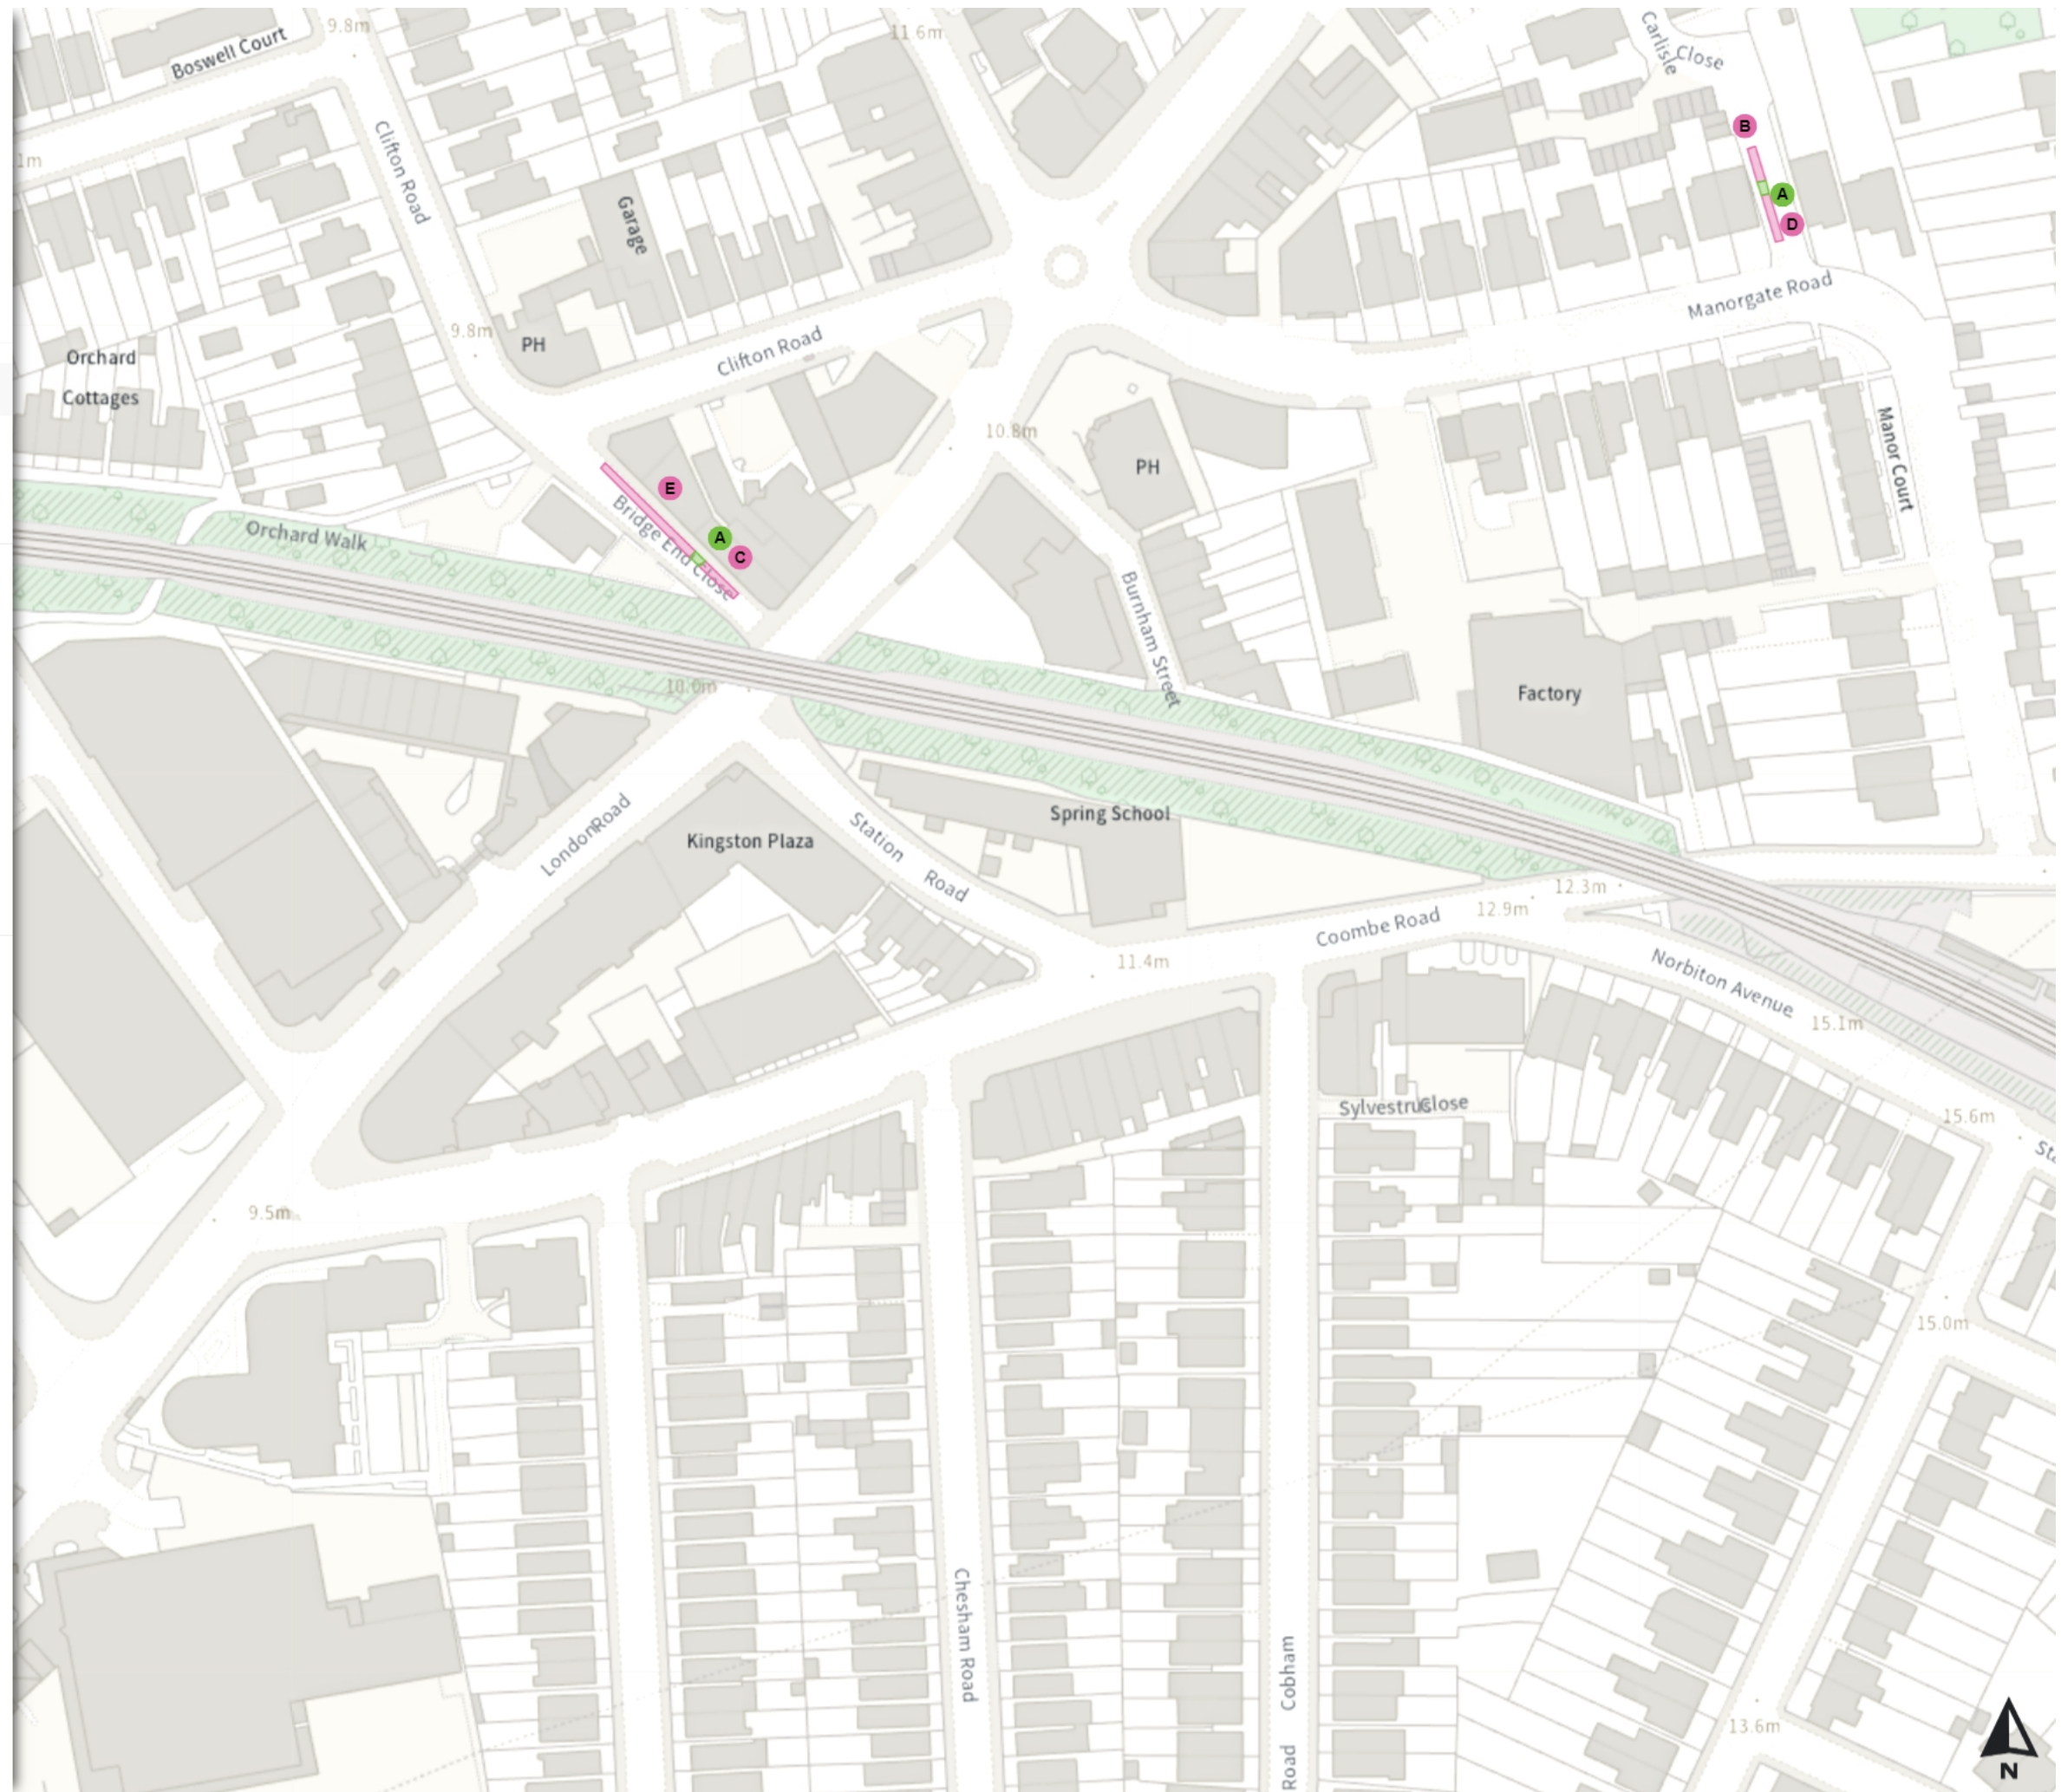 9.8m
11.6m
Boswell Court
Carlisle
Close
Clifton Road
1m
B
A
D
Garage
Manorgate Road
9.8m
PH
Clifton Road
Orchard
Cottages
10.8m
PH
Manor Court
E
Bridge End Close
A
C
Orchard Walk
Burnham Street
10.0m
Factory
London Road
Kingston Plaza
Station
Road
Spring School
12.3m
12.9m
Coombe Road
11.4m
Norbiton Avenue
15.1m
Sylvestrus Close
15.6m
Sta
9.5m
15.0m
Chesham Road
Cobham
Road
13.6m
N